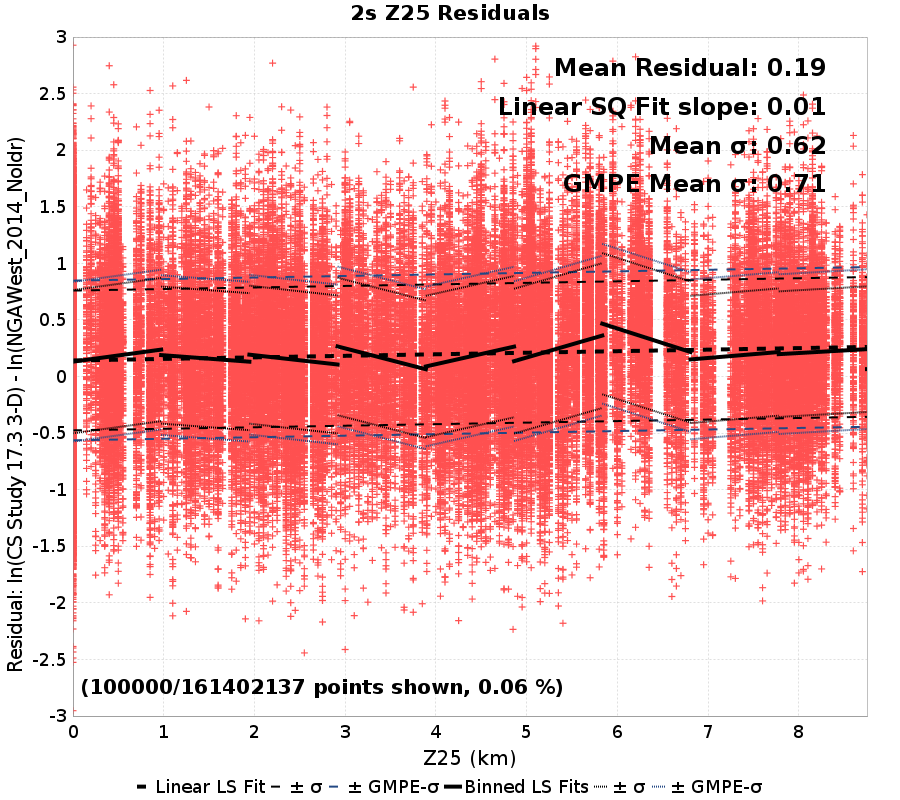 2s Z25 Residuals
Mean Residual: 0.19
Linear SQ Fit slope: 0.01
Mean σ: 0.62
GMPE Mean σ: 0.71
Residual: ln(CS Study 17.3 3-D) - ln(NGAWest_2014_NoIdr)
3
2.5
2
1.5
1
0.5
0
-0.5
-1
-1.5
-2
-2.5
-3
(100000/161402137 points shown, 0.06 %)
0 1 2 3 4 5 6 7 8
Z25 (km)
Linear LS Fit ± σ ± GMPE-σ Binned LS Fits ± σ ± GMPE-σ